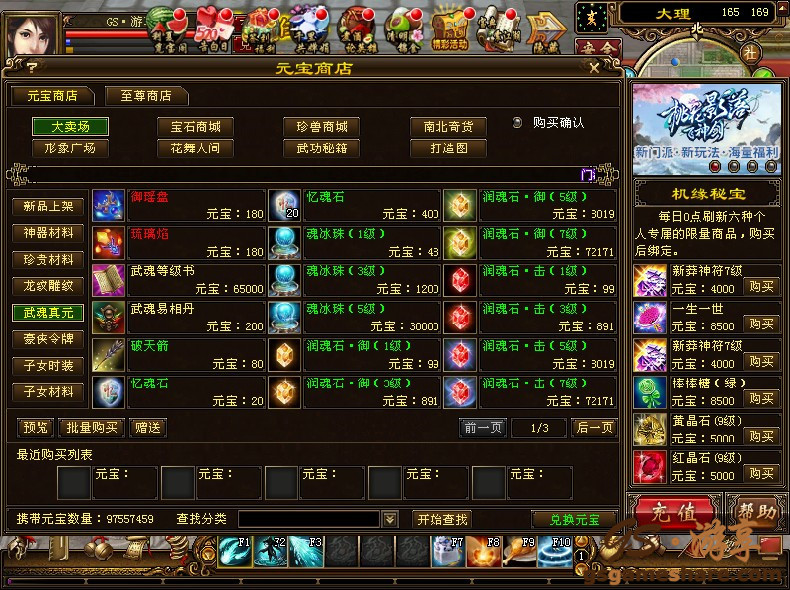 GS·游
大理
165 169
北
安全
壮
?
元宝商店
×
元宝商店
至尊商店
大卖场
宝石商城
珍兽商城
南北奇货
购买确认
形象广场
花舞人间
武功秘籍
打造图
新品上架
神器材料
珍贵材料
龙纹雕纹
武魂真元
豪侠令牌
子女时装
子女材料
御瑶盘
元宝:180
20
忆魂石
元宝:400
润魂石·御(5级)
元宝:3019
琉璃焰
元宝:180
魂冰珠(1级)
元宝:43
润魂石·御(7级)
元宝:72171
武魂等级书
元宝:65000
魂冰珠(3级)
元宝:1200
润魂石·击(1级)
元宝:99
武魂易相丹
元宝:200
魂冰珠(5级)
元宝:30000
润魂石·击(3级)
元宝:891
破天箭
元宝:80
润魂石·御(1级)
元宝:99
润魂石·击(5级)
元宝:3019
忆魂石
元宝:20
润魂石·御(3级)
元宝:891
润魂石·击(7级)
元宝:72171
预览
批量购买
赠送
前一页
1/3
后一页
最近购买列表
元宝:
元宝:
元宝:
元宝:
元宝:
携带元宝数量:97557459
查找分类
开始查找
兑换元宝
桃花影落
飞神剑
新门派·新玩法·海量福利
机缘秘宝
每日0点刷新六种个
人专属的限量商品,购买
后绑定。
新莽神符7级
元宝:4000
购买
一生一世
元宝:8500
购买
新莽神符7级
元宝:4000
购买
棒棒糖(绿)
元宝:8500
购买
黄晶石(9级)
元宝:5000
购买
红晶石(9级)
元宝:5000
购买
充值
帮助
F1
F2
F3
F7
F8
F9
F10
1